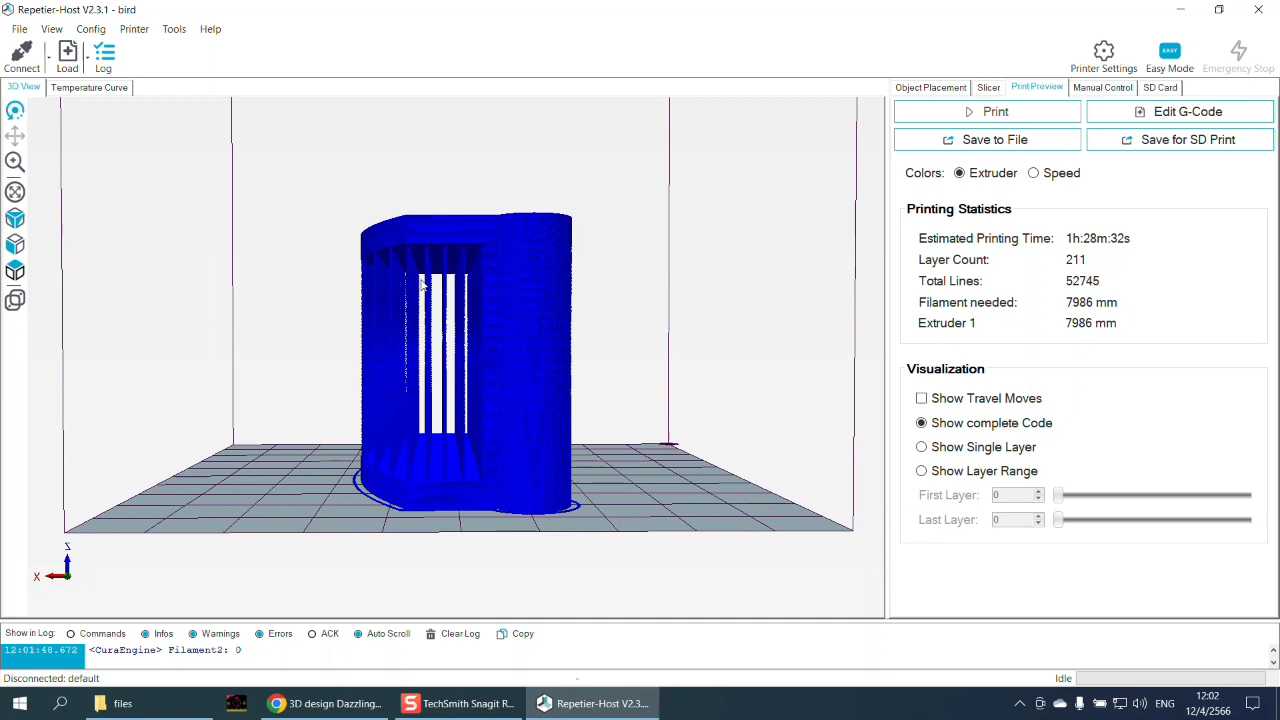 Repetier-Host V2.3.1 - bird
File View Config Printer Tools Help
Connect Load Log Printer Settings Easy Mode Emergency Stop
EASY
3D View Temperature Curve Object Placement Slicer Print Preview Manual Control SD Card
Print Edit G-Code
Save to File Save for SD Print
Colors: Extruder Speed
Printing Statistics
Estimated Printing Time: 1h:28m:32s
Layer Count: 211
Total Lines: 52745
Filament needed: 7986 mm
Extruder 1 7986 mm
Visualization
Show Travel Moves
Show complete Code
Show Single Layer
Show Layer Range
First Layer: 0
Last Layer: 0
Z
X
Show in Log: Commands Infos Warnings Errors ACK Auto Scroll Clear Log Copy
12:01:48.672 <CuraEngine> Filament2: 0
Disconnected: default - Idle
files 3D design Dazzling... TechSmith Snagit R... Repetier-Host V2.3.... ENG 12:02
12/4/2566